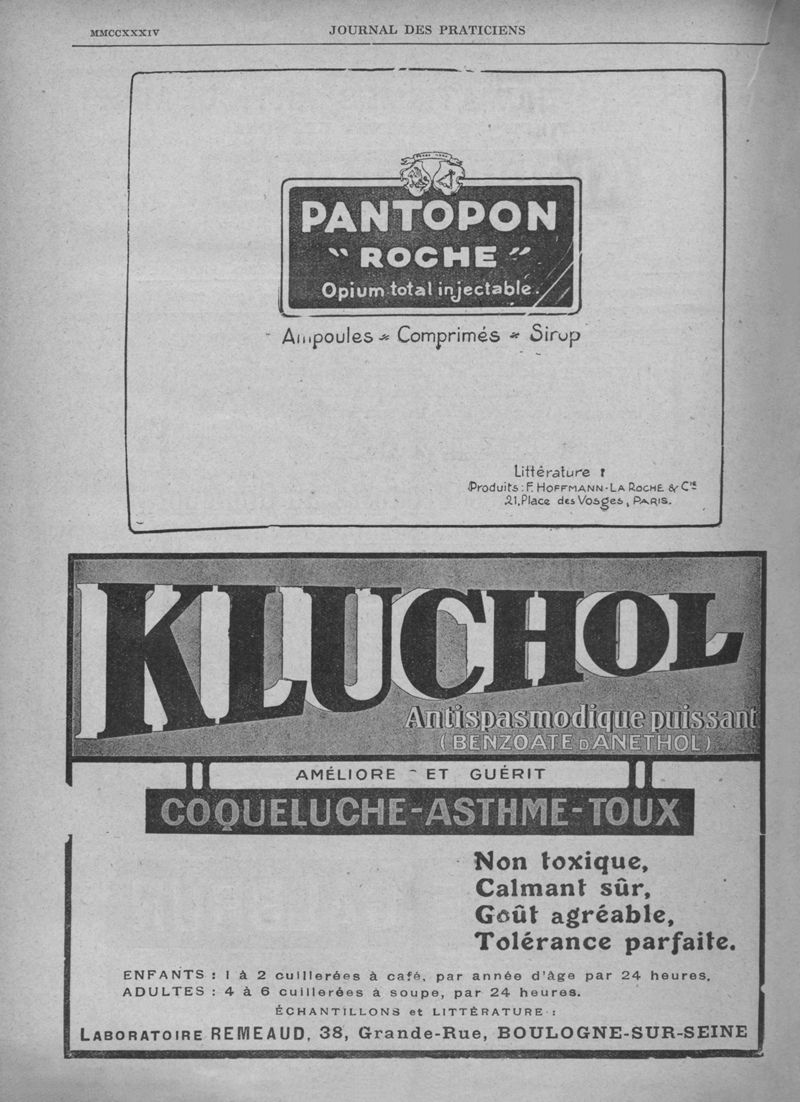 MMCCXXXIV
JOURNAL DES PRATICIENS
PANTOPON
"ROCHE"
Opium total injectable.
Ampoules * Comprimés * Sirop
Littérature :
Produits : F. HOFFMANN-LA ROCHE & Cie
21, Place des Vosges, PARIS.
KLUCHOL
Antispasmodique puissant
(BENZOATE D'ANETHOL)
AMÉLIORE - ET GUÉRIT
COQUELUCHE-ASTHME-TOUX
Non toxique,
Calmant sûr,
Goût agréable,
Tolérance parfaite.
ENFANTS : 1 à 2 cuillerées à café, par année d'âge par 24 heures.
ADULTES : 4 à 6 cuillerées à soupe, par 24 heures.
ÉCHANTILLONS et LITTÉRATURE :
LABORATOIRE REMEAUD, 38, Grande-Rue, BOULOGNE-SUR-SEINE